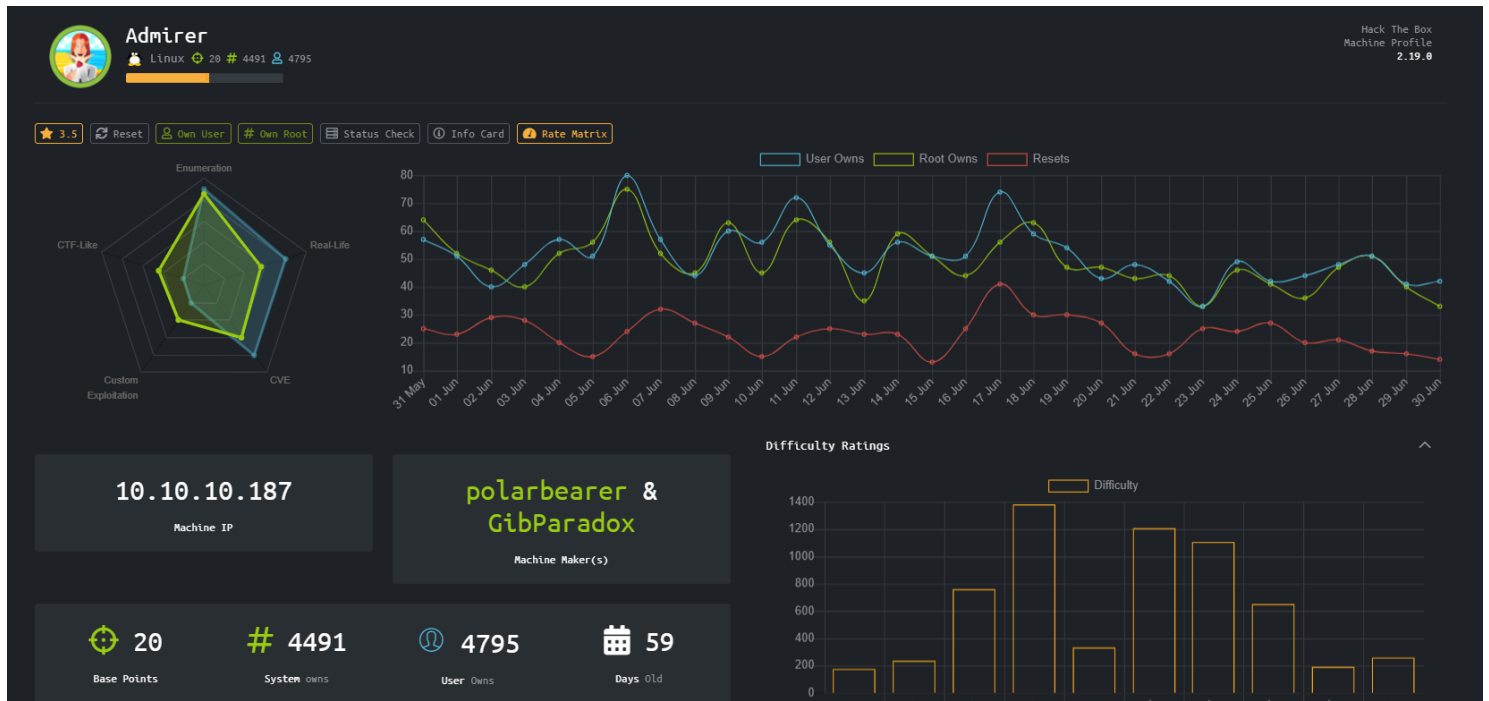 Admirer
Linux 20 # 4491 4795
Hack The Box
Machine Profile
2.19.0
3.5 Reset Own User # Own Root Status Check Info Card Rate Matrix
Enumeration
Real-Life
CVE
Custom
Exploitation
CTF-Like
User Owns Root Owns Resets
80
70
60
50
40
30
20
10
31 May 01 Jun 02 Jun 03 Jun 04 Jun 05 Jun 06 Jun 07 Jun 08 Jun 09 Jun 10 Jun 11 Jun 12 Jun 13 Jun 14 Jun 15 Jun 16 Jun 17 Jun 18 Jun 19 Jun 20 Jun 21 Jun 22 Jun 23 Jun 24 Jun 25 Jun 26 Jun 27 Jun 28 Jun 29 Jun 30 Jun
10.10.10.187
Machine IP
polarbearer &
GibParadox
Machine Maker(s)
20
Base Points
# 4491
System owns
4795
User Owns
59
Days Old
Difficulty Ratings
Difficulty
1400
1200
1000
800
600
400
200
0